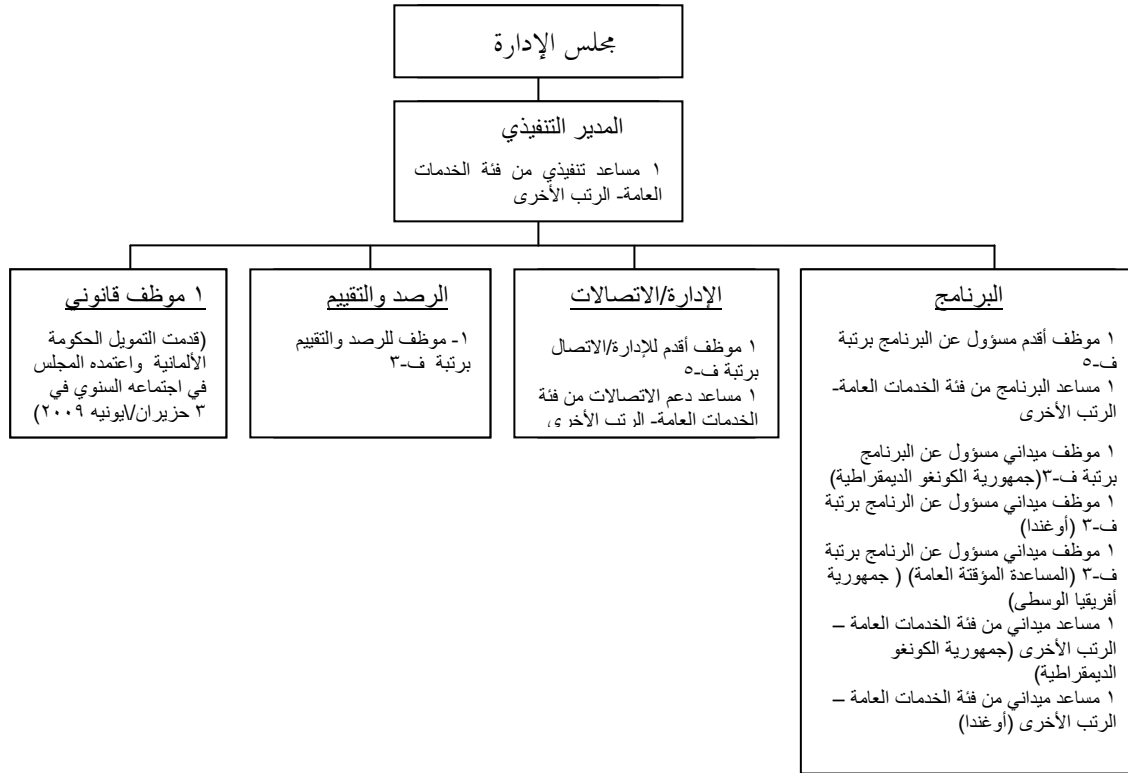 مجلس الإدارة
المدير التنفيذي
١ مساعد تنفيذي من فئة الخدمات
العامة- الرتب الأخرى
البرنامج
١ موظف أقدم مسؤول عن البرنامج برتبة
ف-٥
١ مساعد البرنامج من فئة الخدمات العامة-
الرتب الأخرى
١ موظف ميداني مسؤول عن البرنامج
برتبة ف-٣(جمهورية الكونغو الديمقراطية)
١ موظف ميداني مسؤول عن الرنامج برتبة
ف-٣ (أوغندا)
١ موظف ميداني مسؤول عن الرنامج برتبة
ف-٣ (المساعدة المؤقتة العامة) ( جمهورية
أفريقيا الوسطى)
١ مساعد ميداني من فئة الخدمات العامة –
الرتب الأخرى (جمهورية الكونغو
الديمقراطية)
١ مساعد ميداني من فئة الخدمات العامة –
الرتب الأخرى (أوغندا)
الإدارة/الاتصالات
١ موظف أقدم للإدارة/الاتصال
برتبة ف-٥
١ مساعد دعم الاتصالات من فئة
الخدمات العامة- الرتب الأخرى
الرصد والتقييم
١- موظف للرصد والتقييم
برتبة ف-٣
١ موظف قانوني
(قدمت التمويل الحكومة
الألمانية واعتمده المجلس
في اجتماعه السنوي في
٣ حزيران/ايونيه ٢٠٠٩)